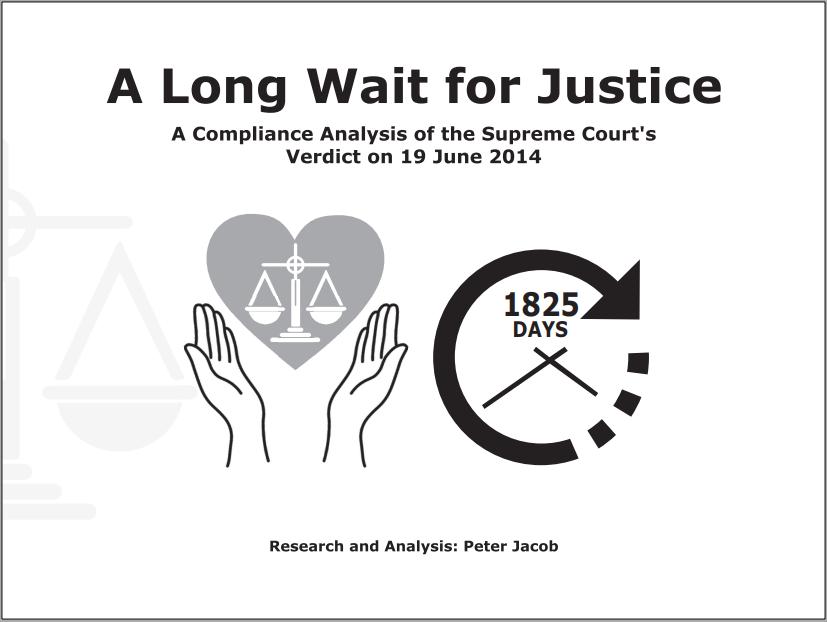 A Long Wait for Justice
A Compliance Analysis of the Supreme Court's
Verdict on 19 June 2014
1825
DAYS
Research and Analysis: Peter Jacob